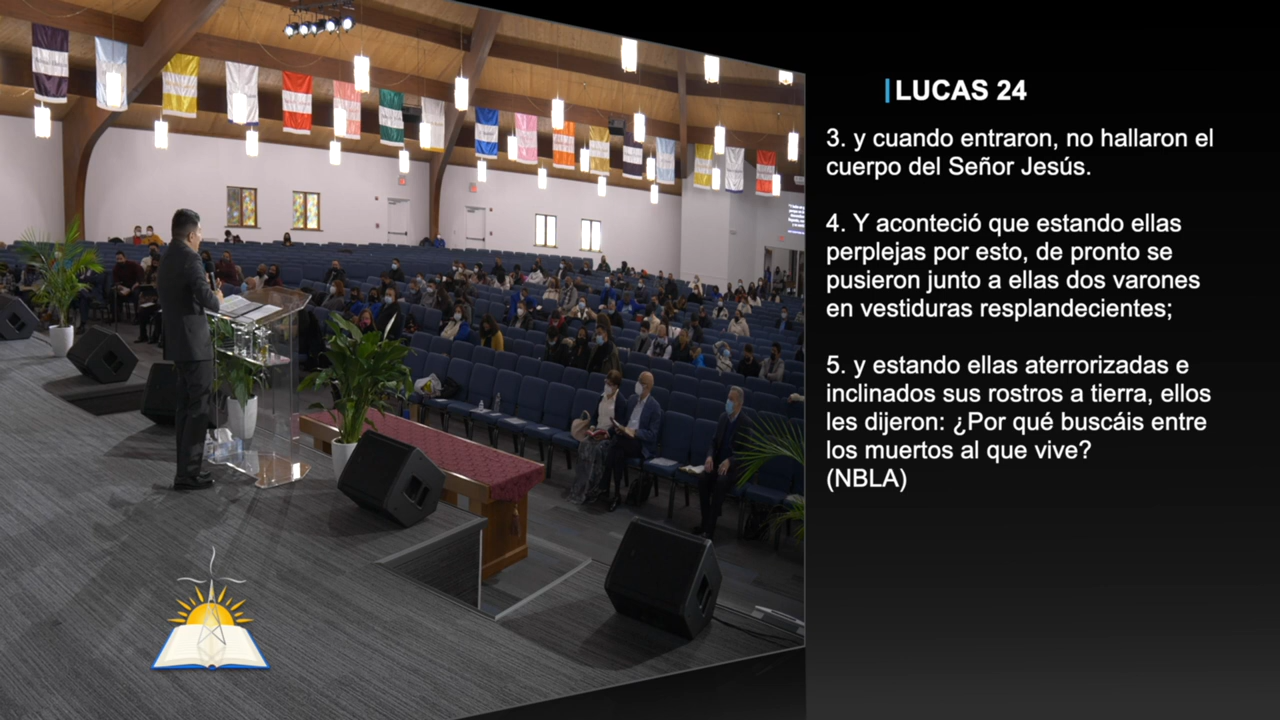 LUCAS 24
3. y cuando entraron, no hallaron el
cuerpo del Señor Jesús.
4. Y aconteció que estando ellas
perplejas por esto, de pronto se
pusieron junto a ellas dos varones
en vestiduras resplandecientes;
5. y estando ellas aterrorizadas e
inclinados sus rostros a tierra, ellos
les dijeron: ¿Por qué buscáis entre
los muertos al que vive?
(NBLA)